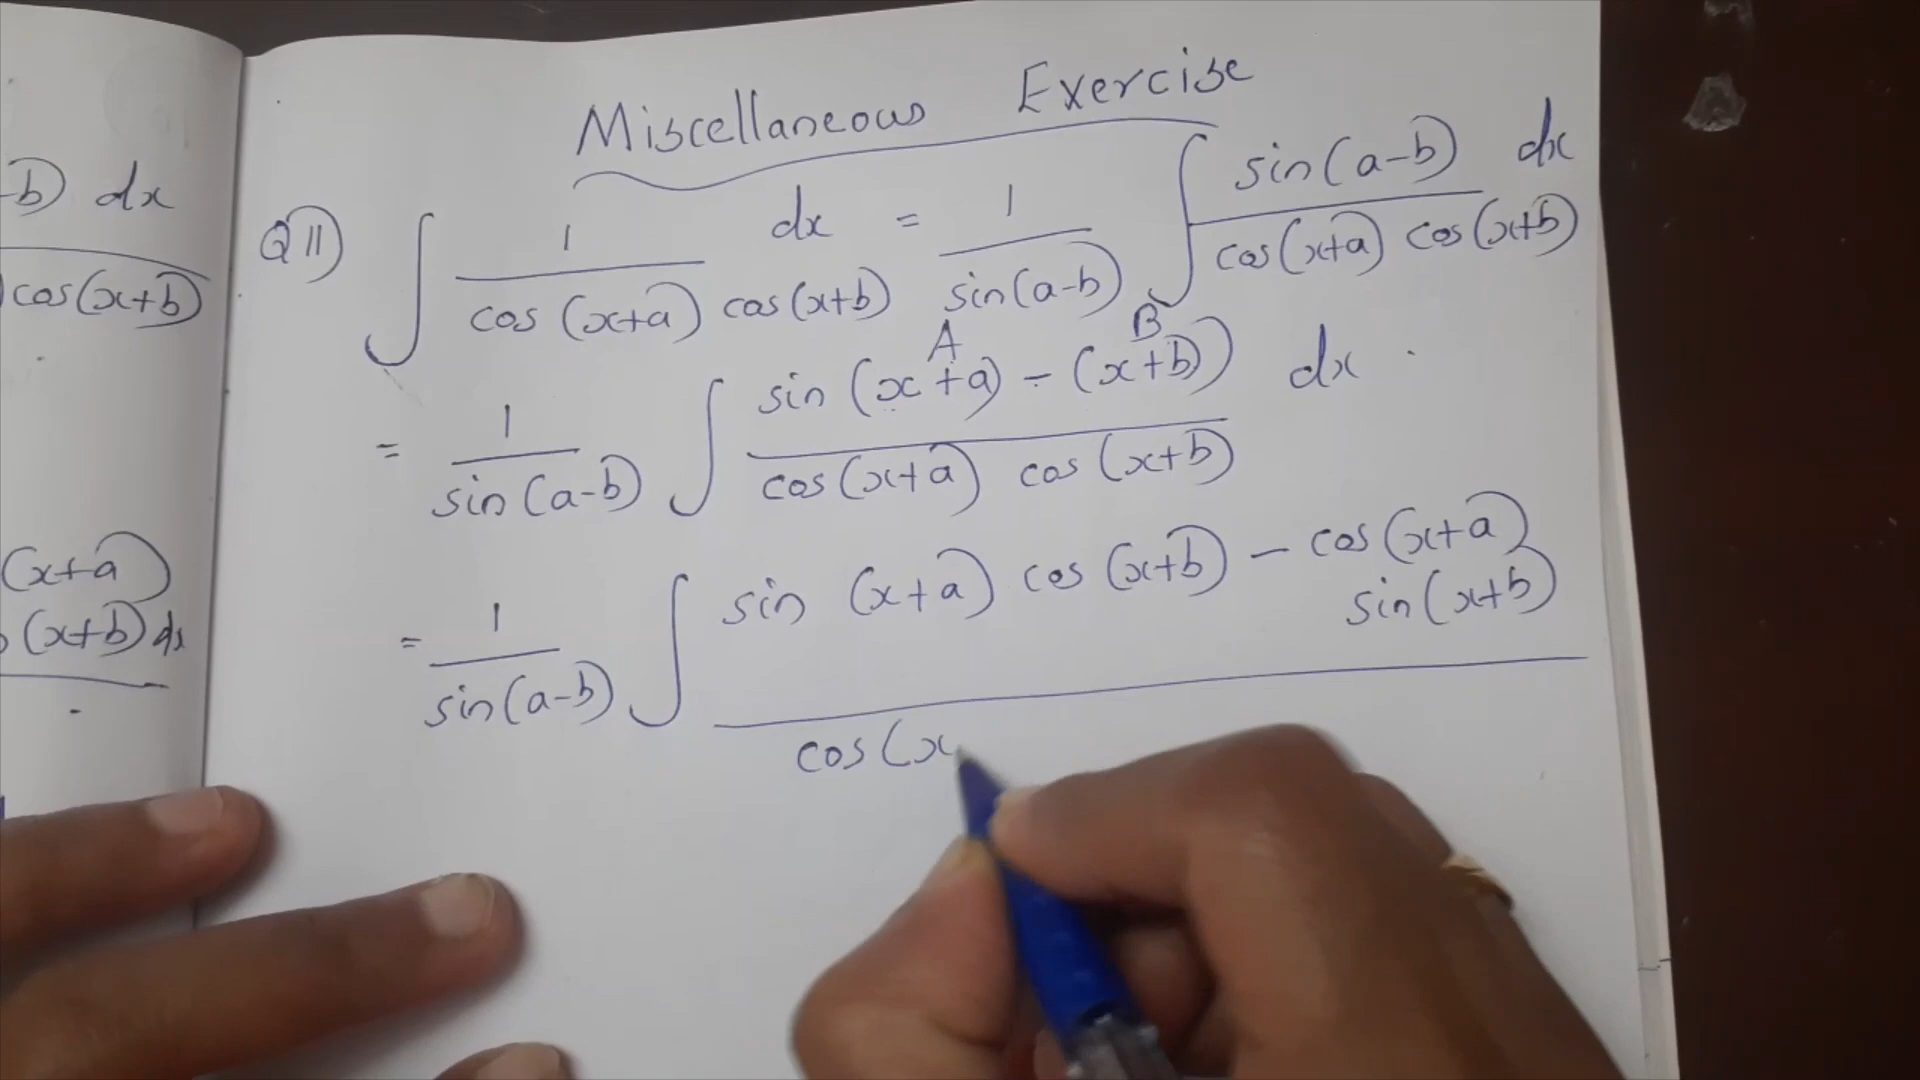 -b) dx
cos(x+b)
(x+a)
(x+b) dx
Miscellaneous Exercise
Q11) ∫ 1 / cos (x+a) cos(x+b) dx = 1 / sin(a-b) ∫ sin(a-b) dx / cos(x+a) cos(x+b)
A B
= 1 / sin(a-b) ∫ sin (x+a) - (x+b)) / cos(x+a) cos(x+b) dx .
= 1 / sin(a-b) ∫ sin (x+a) cos (x+b) - cos(x+a)
sin(x+b)
cos(x